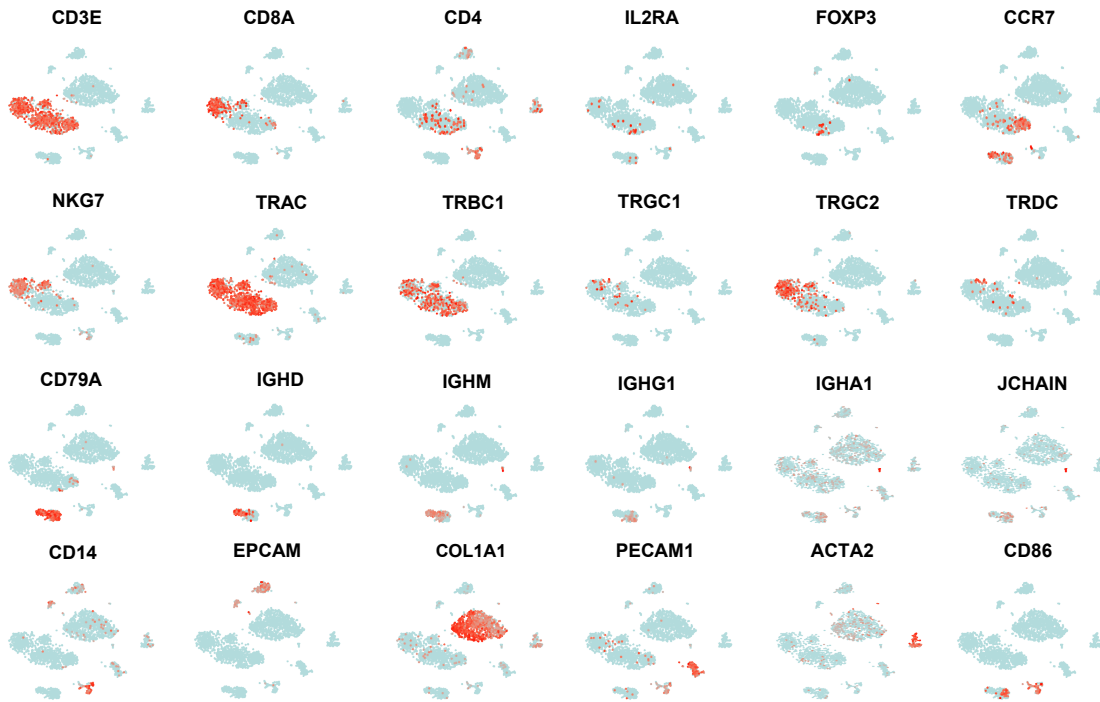 CD3E CD8A CD4 IL2RA FOXP3 CCR7
NKG7 TRAC TRBC1 TRGC1 TRGC2 TRDC
CD79A IGHD IGHM IGHG1 IGHA1 JCHAIN
CD14 EPCAM COL1A1 PECAM1 ACTA2 CD86